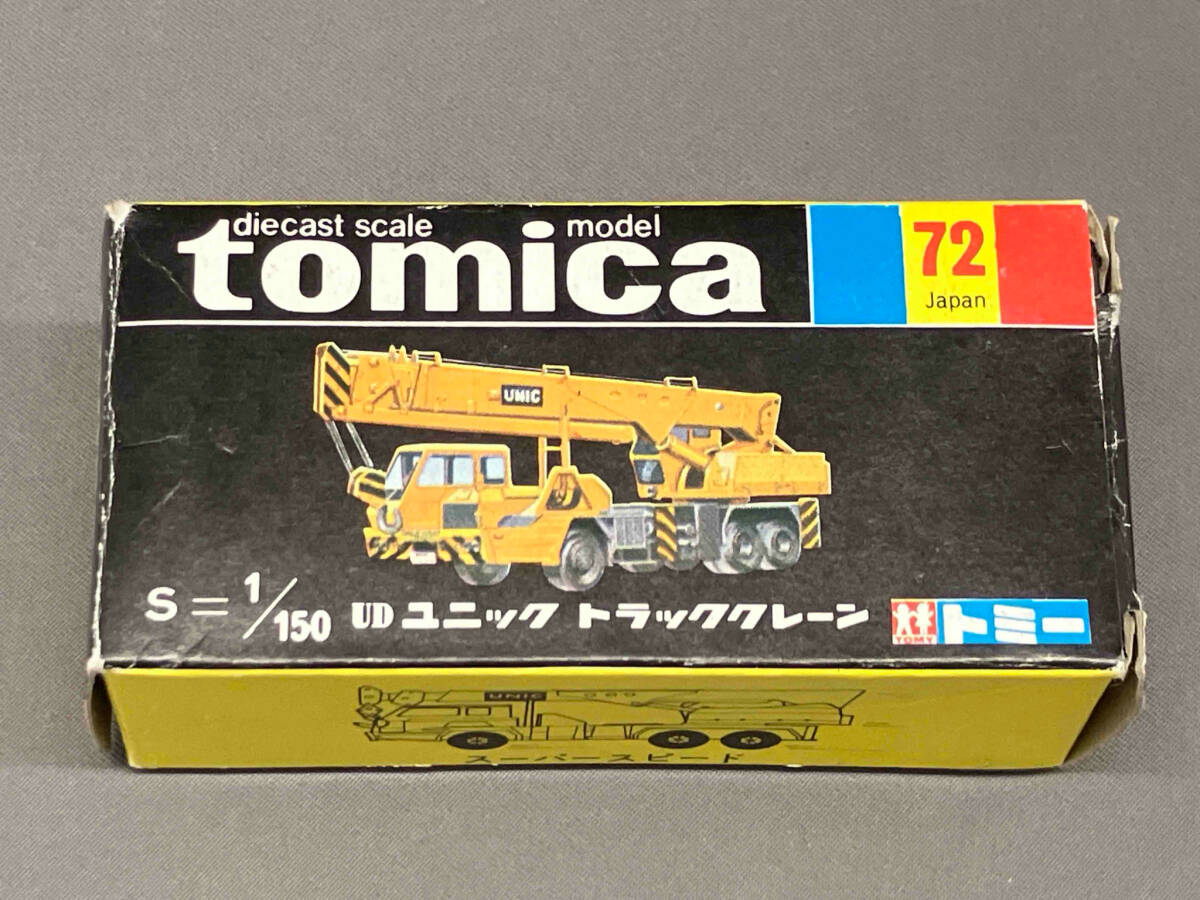 diecast scale model
tomica
72
Japan
UNIC
S=1/150 UD ユニック トラッククレーン
TOMY トミー
UNIC
スーパースピード